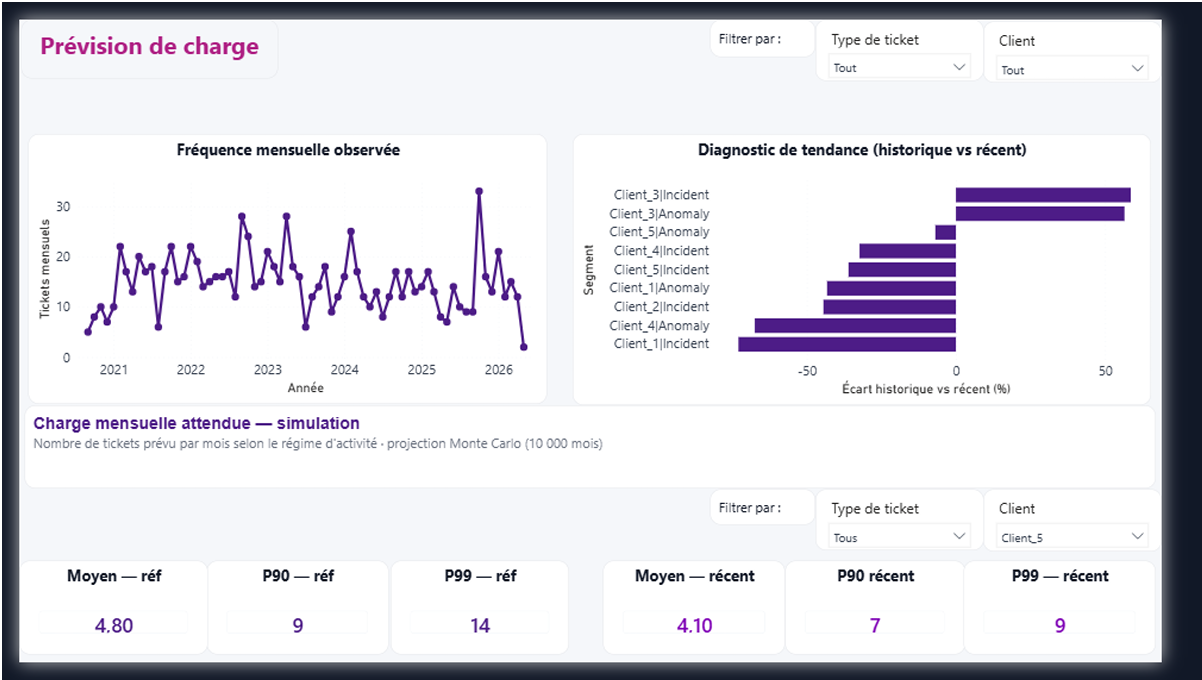 Prévision de charge
Filtrer par :
Type de ticket
Tout
Client
Tout
Fréquence mensuelle observée
Tickets mensuels
30
20
10
0
2021 2022 2023 2024 2025 2026
Année
Diagnostic de tendance (historique vs récent)
Segment
Client_3|Incident
Client_3|Anomaly
Client_5|Anomaly
Client_4|Incident
Client_5|Incident
Client_1|Anomaly
Client_2|Incident
Client_4|Anomaly
Client_1|Incident
-50 0 50
Écart historique vs récent (%)
Charge mensuelle attendue — simulation
Nombre de tickets prévu par mois selon le régime d'activité · projection Monte Carlo (10 000 mois)
Filtrer par :
Type de ticket
Tous
Client
Client_5
Moyen — réf
4.80
P90 — réf
9
P99 — réf
14
Moyen — récent
4.10
P90 récent
7
P99 — récent
9